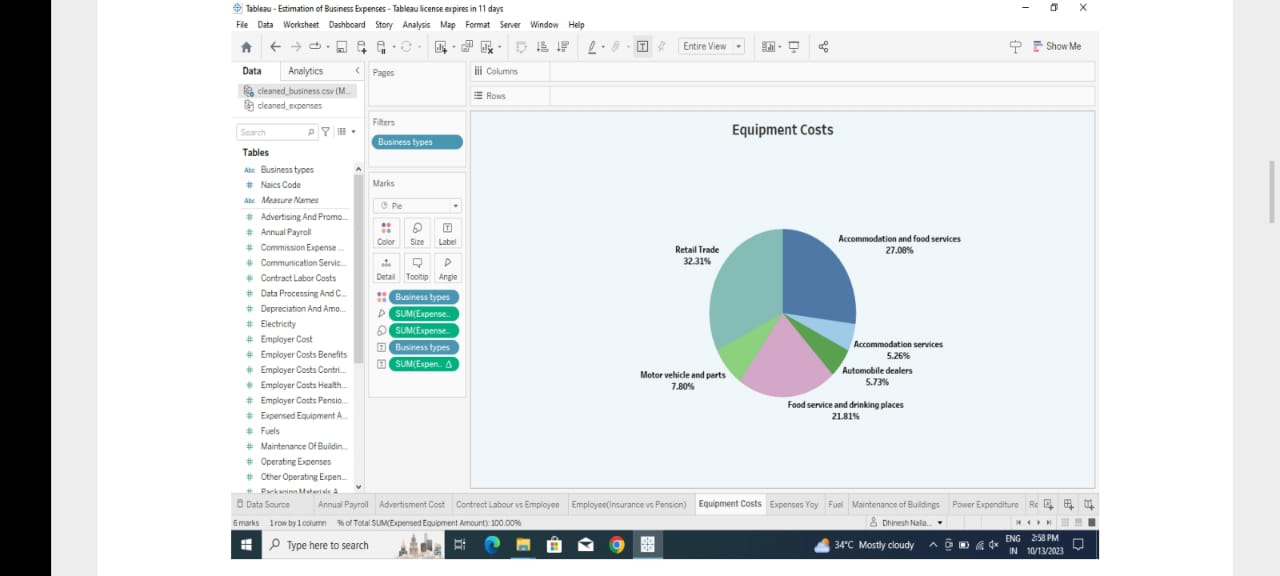 Tableau - Estimation of Business Expenses - Tableau license expires in 11 days
File Data Worksheet Dashboard Story Analysis Map Format Server Window Help
Entire View
Show Me
Data Analytics
cleaned_business.csv (M...
cleaned_expenses
Search
Tables
Abc Business types
# Naics Code
Abc Measure Names
# Advertising And Promo...
# Annual Payroll
# Commission Expense ...
# Communication Servic...
# Contract Labor Costs
# Data Processing And C...
# Depreciation And Amo...
# Electricity
# Employer Cost
# Employer Costs Benefits
# Employer Costs Contri...
# Employer Costs Health...
# Employer Costs Pensio...
# Expensed Equipment A...
# Fuels
# Maintenance Of Buildin...
# Operating Expenses
# Other Operating Expen...
# Packaging Materials A
Pages
Filters
Business types
Marks
Pie
Color Size Label
Detail Tooltip Angle
Business types
SUM(Expense..
SUM(Expense..
Business types
SUM(Expen.. Δ
Columns
Rows
Equipment Costs
Accommodation and food services
27.08%
Retail Trade
32.31%
Accommodation services
5.26%
Automobile dealers
5.73%
Motor vehicle and parts
7.80%
Food service and drinking places
21.81%
Data Source Annual Payroll Advertisment Cost Contrect Labour vs Employee Employee(Insurance vs Pension) Equipment Costs Expenses Yoy Fuel Maintenance of Buildings Power Expenditure Re
6 marks 1 row by 1 column % of Total SUM(Expensed Equipment Amount): 100.00%
Dhinesh Nalla...
Type here to search
34°C Mostly cloudy
ENG
IN
2:58 PM
10/13/2023